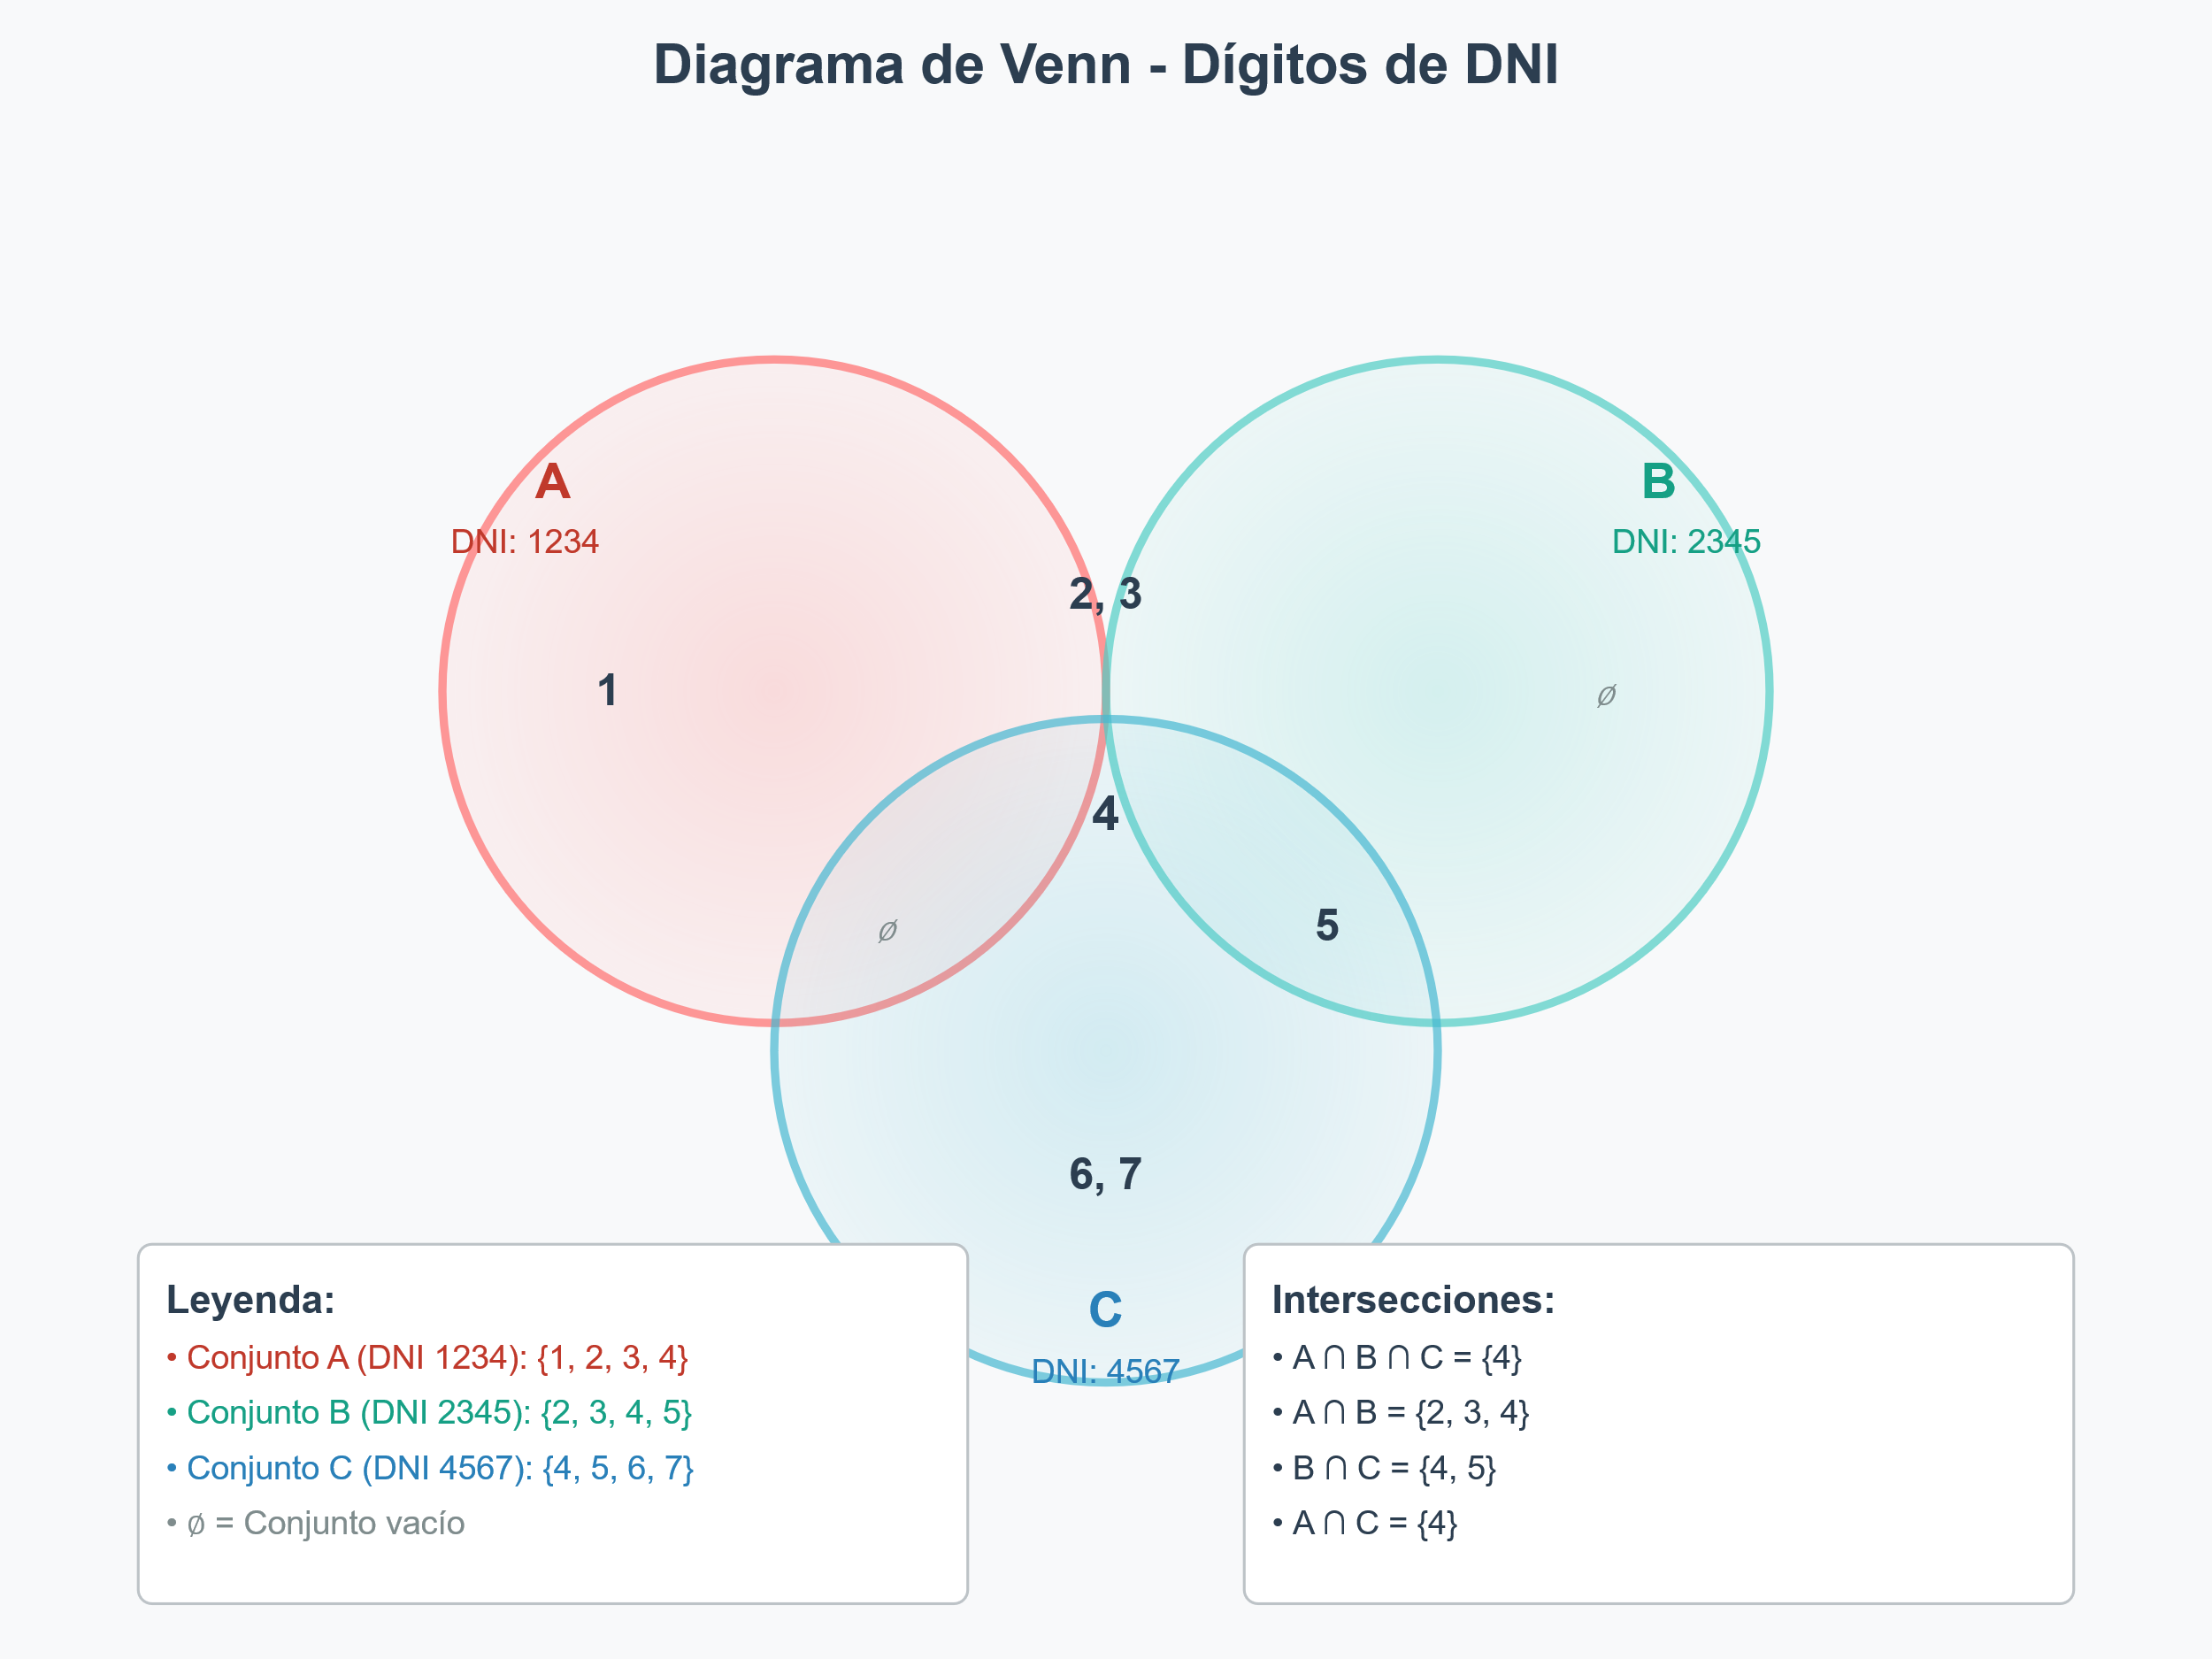 Diagrama de Venn - Dígitos de DNI
A
B
DNI: 1234
DNI: 2345
2, 3
1
ø
4
ø
5
6, 7
C
DNI: 4567
Leyenda:
• Conjunto A (DNI 1234): {1, 2, 3, 4}
• Conjunto B (DNI 2345): {2, 3, 4, 5}
• Conjunto C (DNI 4567): {4, 5, 6, 7}
• ø = Conjunto vacío
Intersecciones:
• A ∩ B ∩ C = {4}
• A ∩ B = {2, 3, 4}
• B ∩ C = {4, 5}
• A ∩ C = {4}